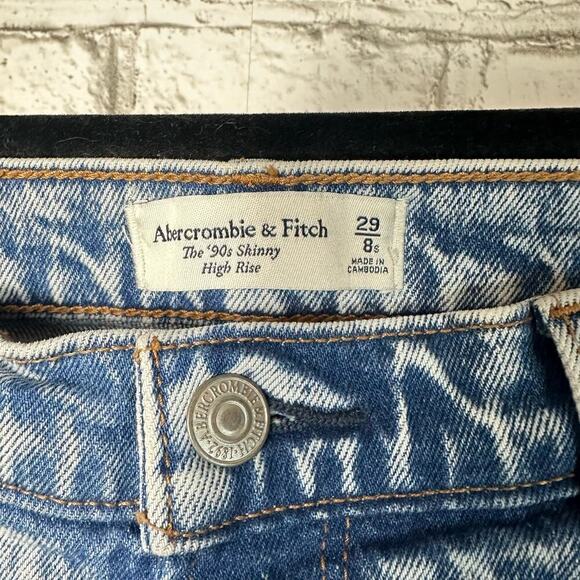 Abercrombie & Fitch
The '90s Skinny
High Rise
29
8s
MADE IN
CAMBODIA
ABERCROMBIE & FITCH · 1892 ·